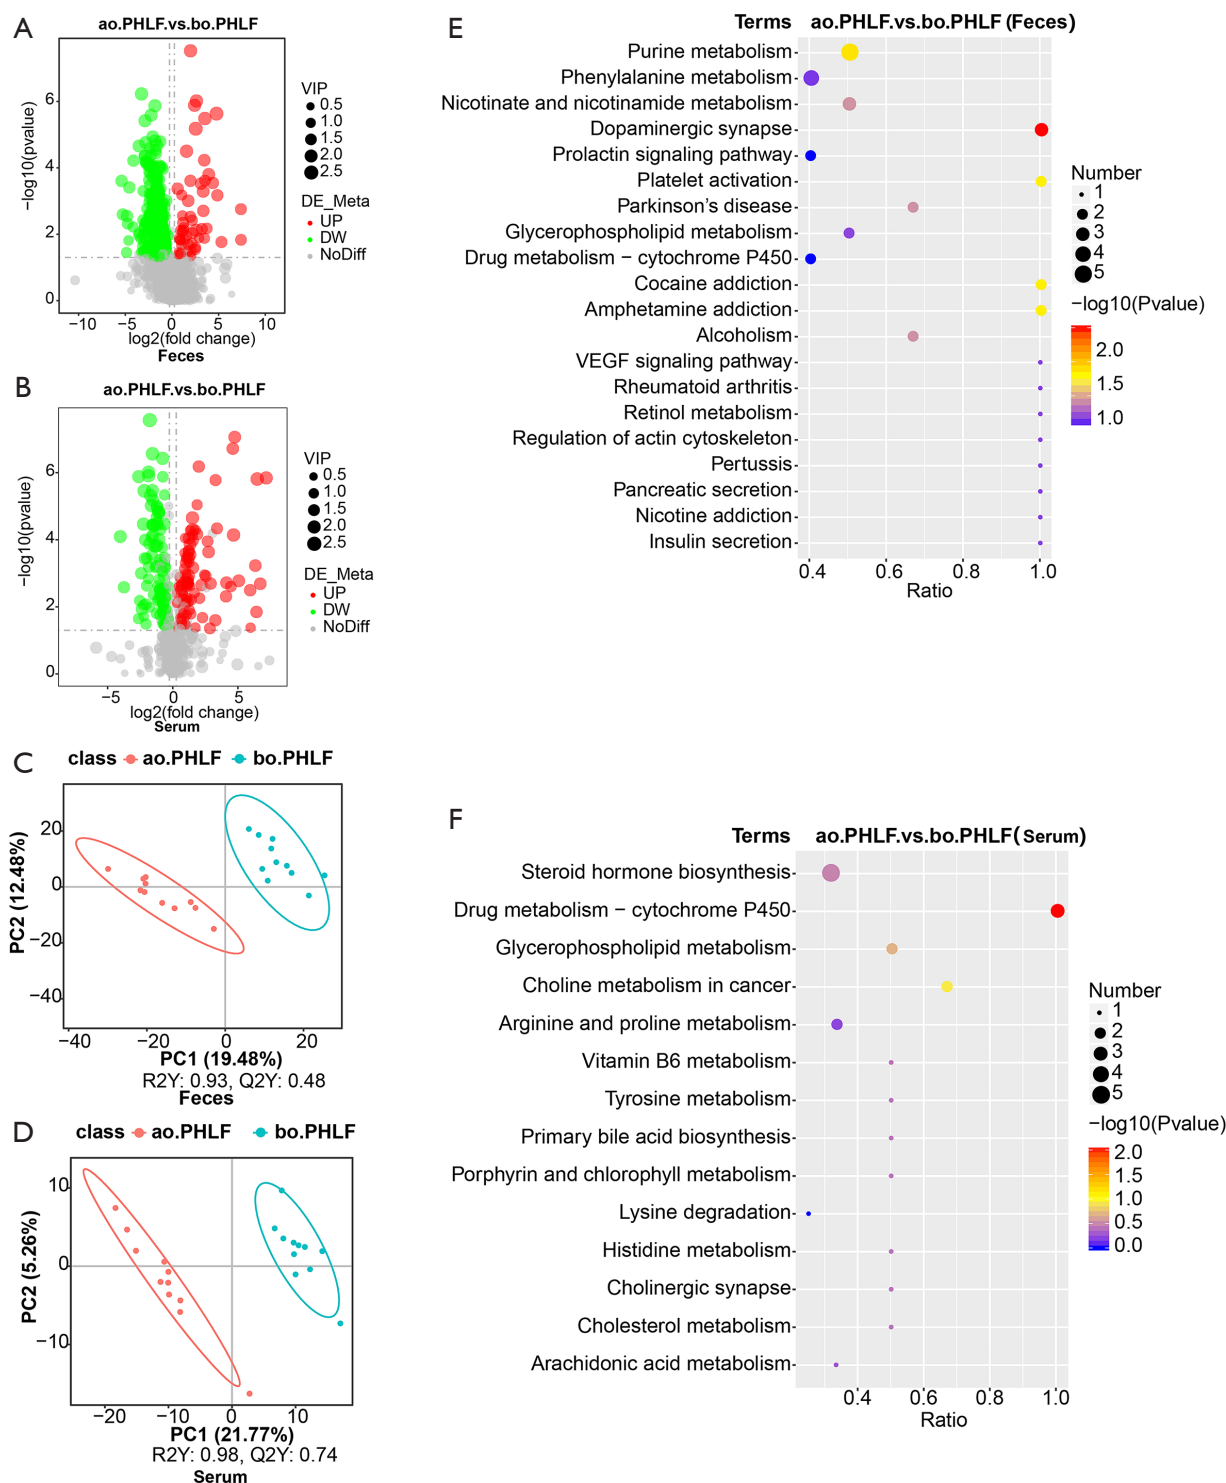 A
ao.PHLF.vs.bo.PHLF
−log10(pvalue)
6
4
2
0
−10
−5
0
5
10
log2(fold change)
Feces
VIP
0.5
1.0
1.5
2.0
2.5
DE_Meta
UP
DW
NoDiff
B
ao.PHLF.vs.bo.PHLF
−log10(pvalue)
6
4
2
0
−5
0
5
log2(fold change)
Serum
VIP
0.5
1.0
1.5
2.0
2.5
DE_Meta
UP
DW
NoDiff
C
class ao.PHLF bo.PHLF
PC2 (12.48%)
20
0
−20
−40
−40
−20
0
20
PC1 (19.48%)
R2Y: 0.93, Q2Y: 0.48
Feces
D
class ao.PHLF bo.PHLF
PC2 (5.26%)
10
0
−10
−20
−10
0
10
PC1 (21.77%)
R2Y: 0.98, Q2Y: 0.74
Serum
E
Terms ao.PHLF.vs.bo.PHLF (Feces)
Purine metabolism
Phenylalanine metabolism
Nicotinate and nicotinamide metabolism
Dopaminergic synapse
Prolactin signaling pathway
Platelet activation
Parkinson's disease
Glycerophospholipid metabolism
Drug metabolism − cytochrome P450
Cocaine addiction
Amphetamine addiction
Alcoholism
VEGF signaling pathway
Rheumatoid arthritis
Retinol metabolism
Regulation of actin cytoskeleton
Pertussis
Pancreatic secretion
Nicotine addiction
Insulin secretion
0.4
0.6
0.8
1.0
Ratio
Number
1
2
3
4
5
−log10(Pvalue)
2.0
1.5
1.0
F
Terms ao.PHLF.vs.bo.PHLF(Serum)
Steroid hormone biosynthesis
Drug metabolism − cytochrome P450
Glycerophospholipid metabolism
Choline metabolism in cancer
Arginine and proline metabolism
Vitamin B6 metabolism
Tyrosine metabolism
Primary bile acid biosynthesis
Porphyrin and chlorophyll metabolism
Lysine degradation
Histidine metabolism
Cholinergic synapse
Cholesterol metabolism
Arachidonic acid metabolism
0.4
0.6
0.8
1.0
Ratio
Number
1
2
3
4
5
−log10(Pvalue)
2.0
1.5
1.0
0.5
0.0